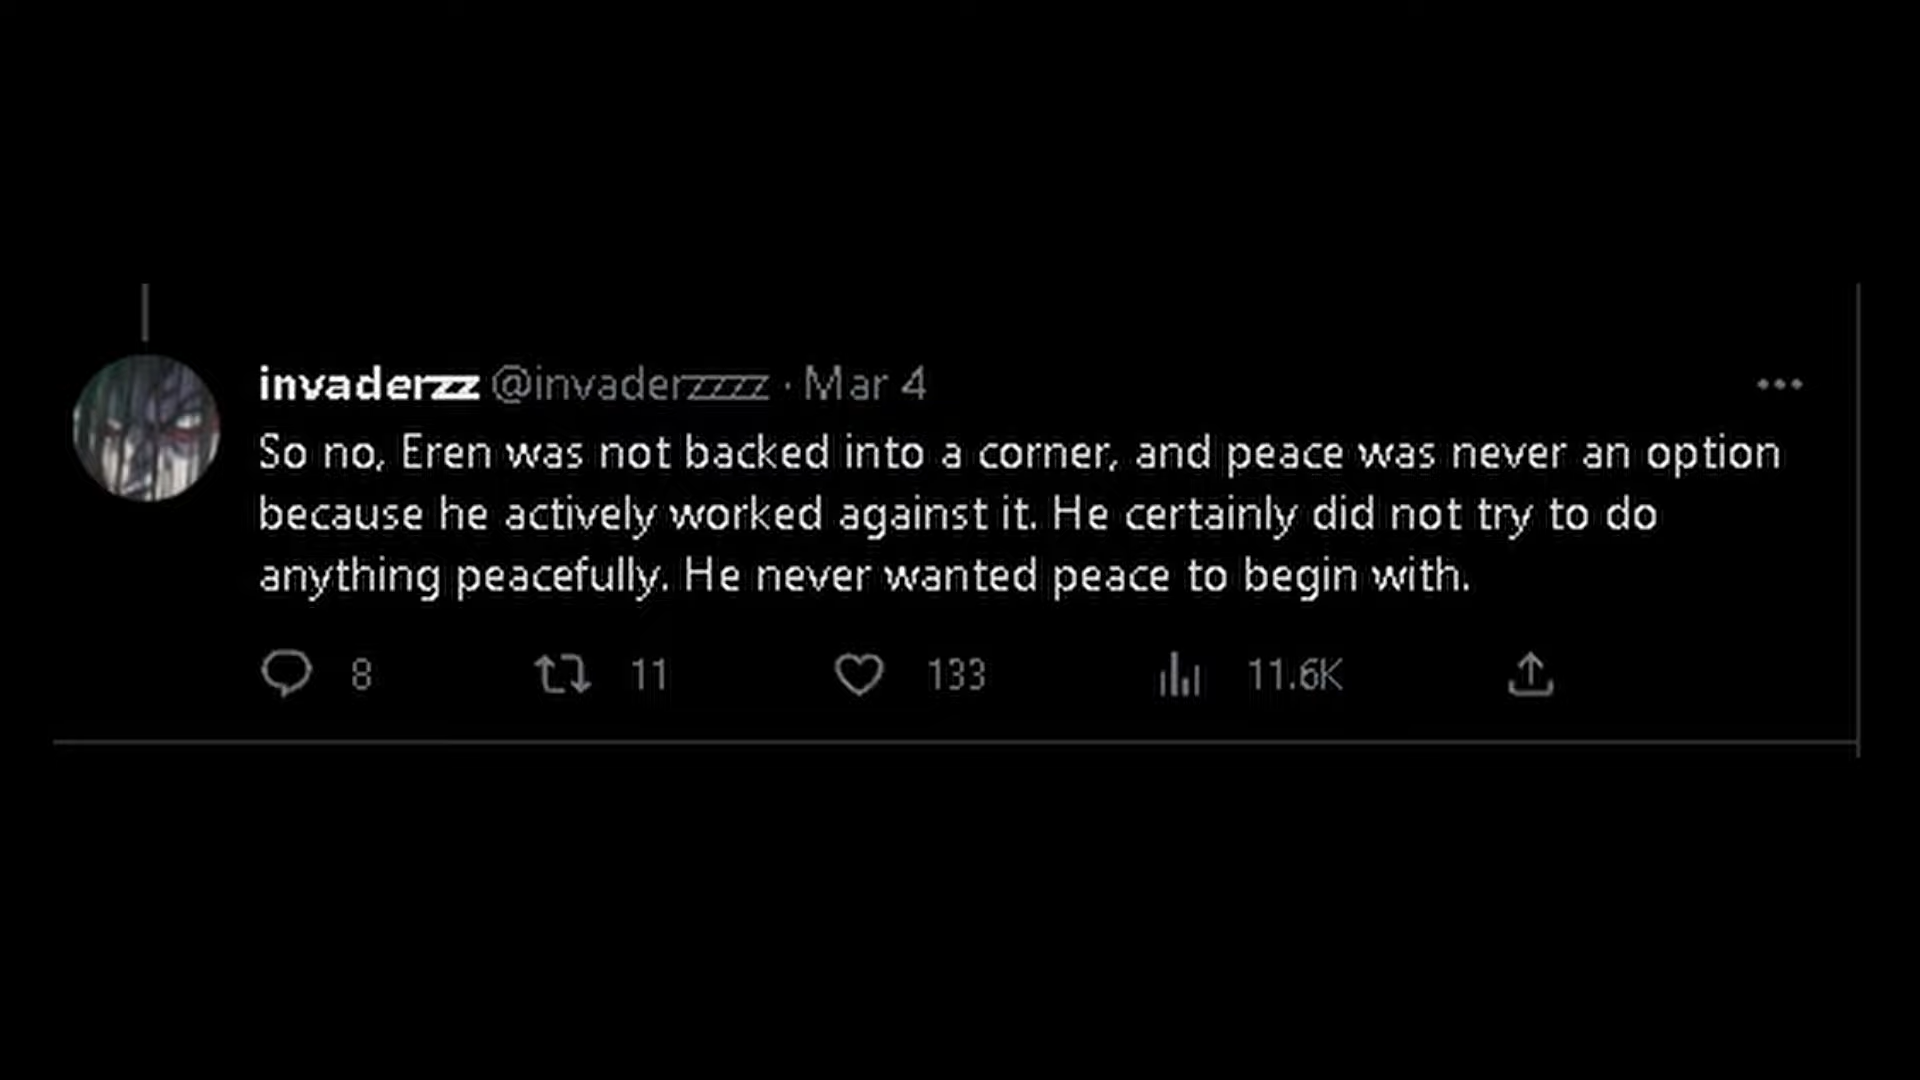 invaderzz @invaderzzzz · Mar 4
So no, Eren was not backed into a corner, and peace was never an option
because he actively worked against it. He certainly did not try to do
anything peacefully. He never wanted peace to begin with.
8 11 133 11.6K